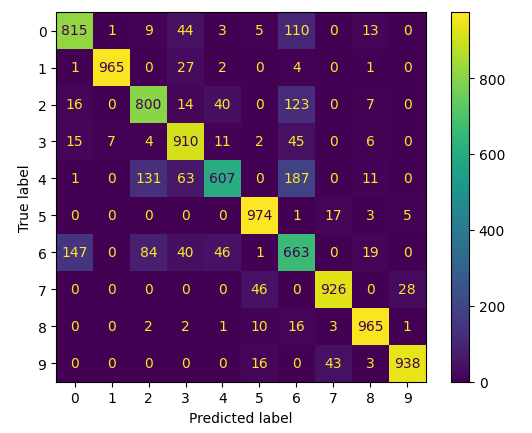 0 815 1 9 44 3 5 110 0 13 0
1 1 965 0 27 2 0 4 0 1 0
2 16 0 800 14 40 0 123 0 7 0
3 15 7 4 910 11 2 45 0 6 0
4 1 0 131 63 607 0 187 0 11 0
5 0 0 0 0 0 974 1 17 3 5
6 147 0 84 40 46 1 663 0 19 0
7 0 0 0 0 0 46 0 926 0 28
8 0 0 2 2 1 10 16 3 965 1
9 0 0 0 0 0 16 0 43 3 938
0 1 2 3 4 5 6 7 8 9
Predicted label
True label
800
600
400
200
0